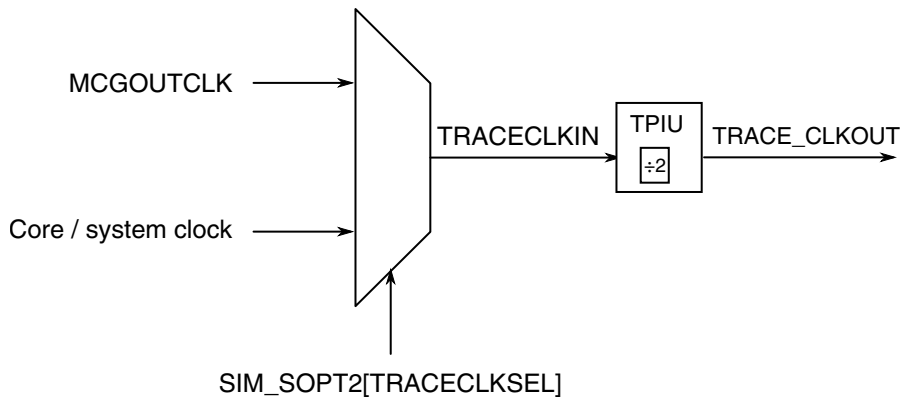 MCGOUTCLK
Core / system clock
SIM_SOPT2[TRACECLKSEL]
TRACECLKIN
TPIU
÷2
TRACE_CLKOUT